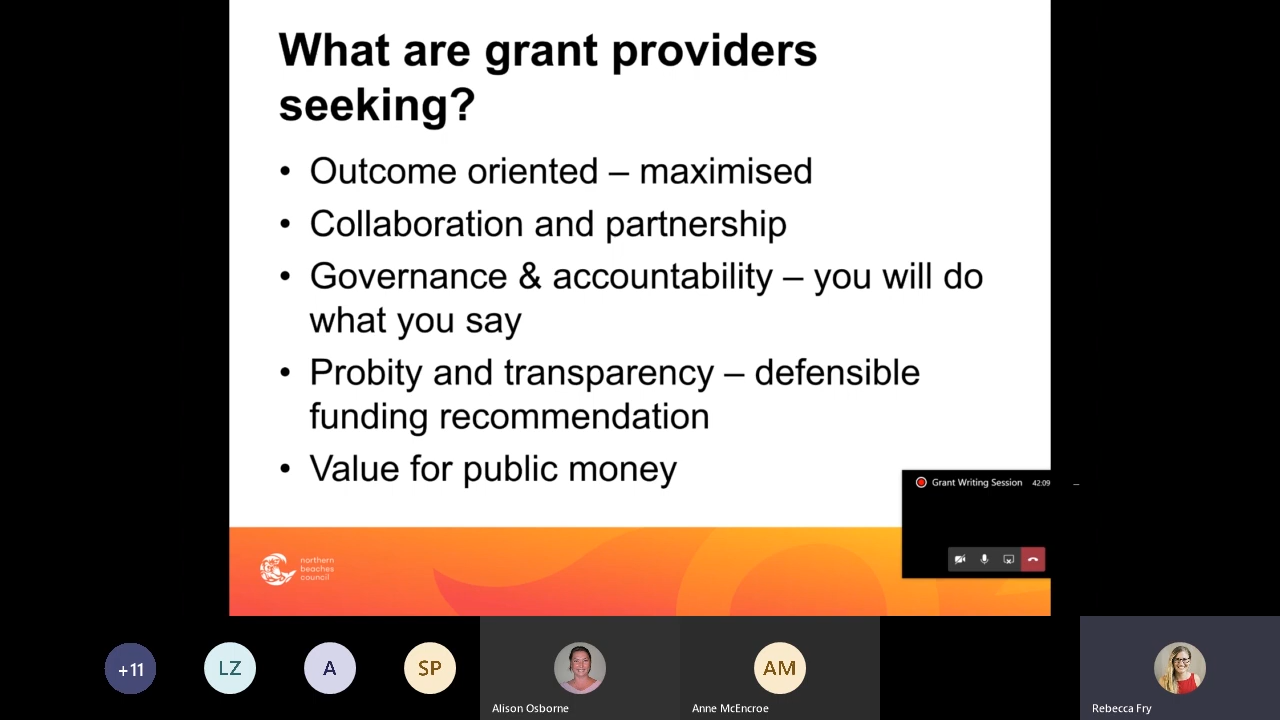 What are grant providers
seeking?
• Outcome oriented – maximised
• Collaboration and partnership
• Governance & accountability – you will do
what you say
• Probity and transparency – defensible
funding recommendation
• Value for public money
Grant Writing Session 42:09
northern
beaches
council
+11
LZ
A
SP
AM
Alison Osborne
Anne McEncroe
Rebecca Fry